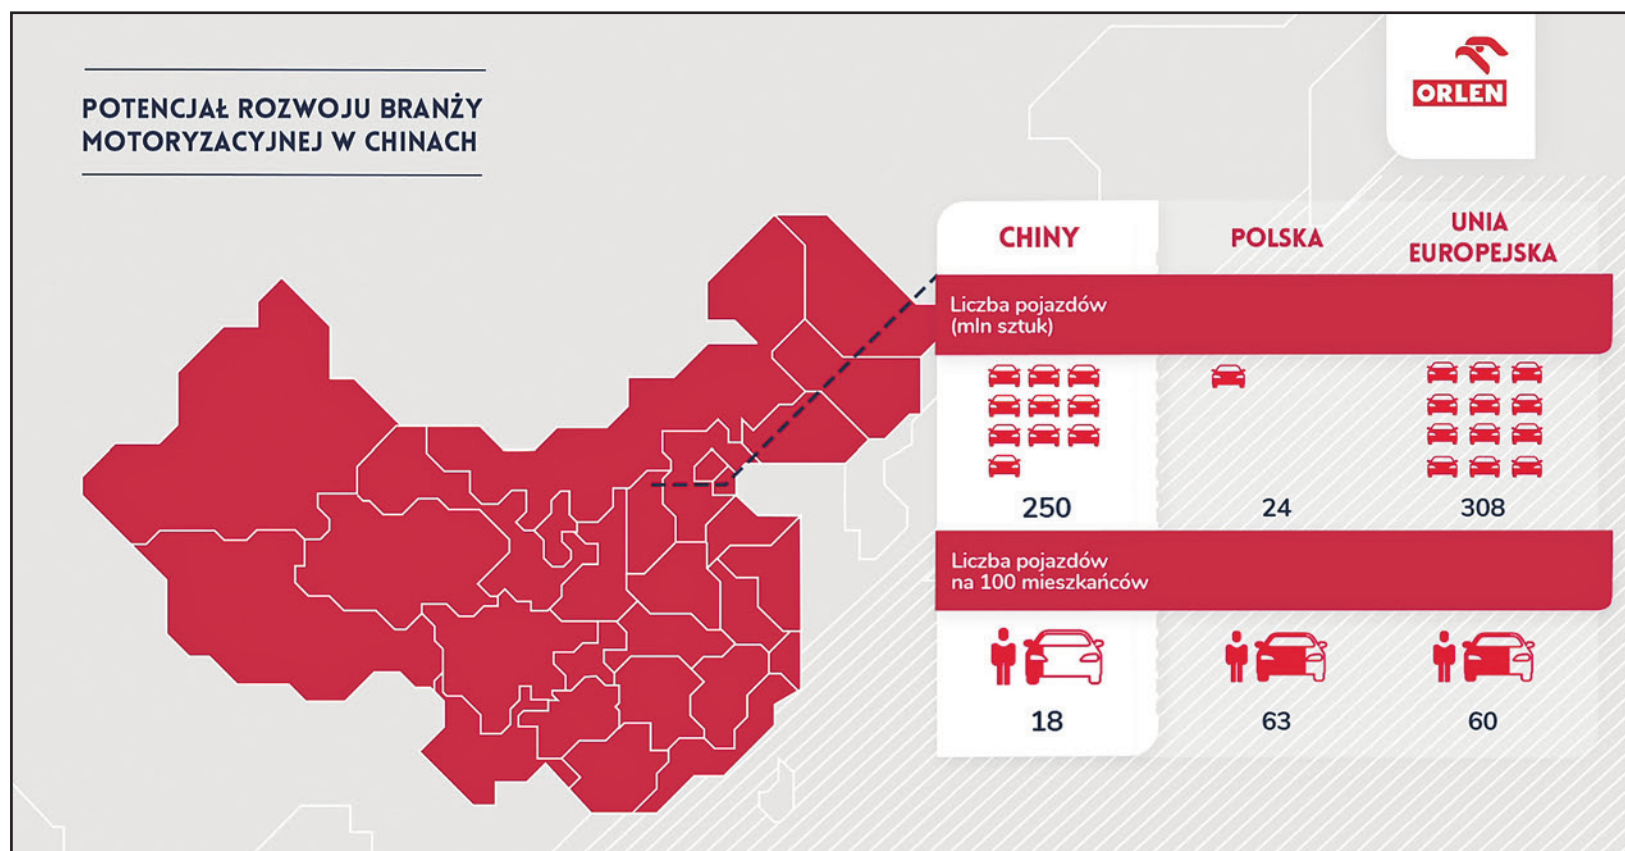 POTENCJAŁ ROZWOJU BRANŻY
MOTORYZACYJNEJ W CHINACH
ORLEN
CHINY
POLSKA
UNIA
EUROPEJSKA
Liczba pojazdów
(mln sztuk)
250
24
308
Liczba pojazdów
na 100 mieszkańców
18
63
60